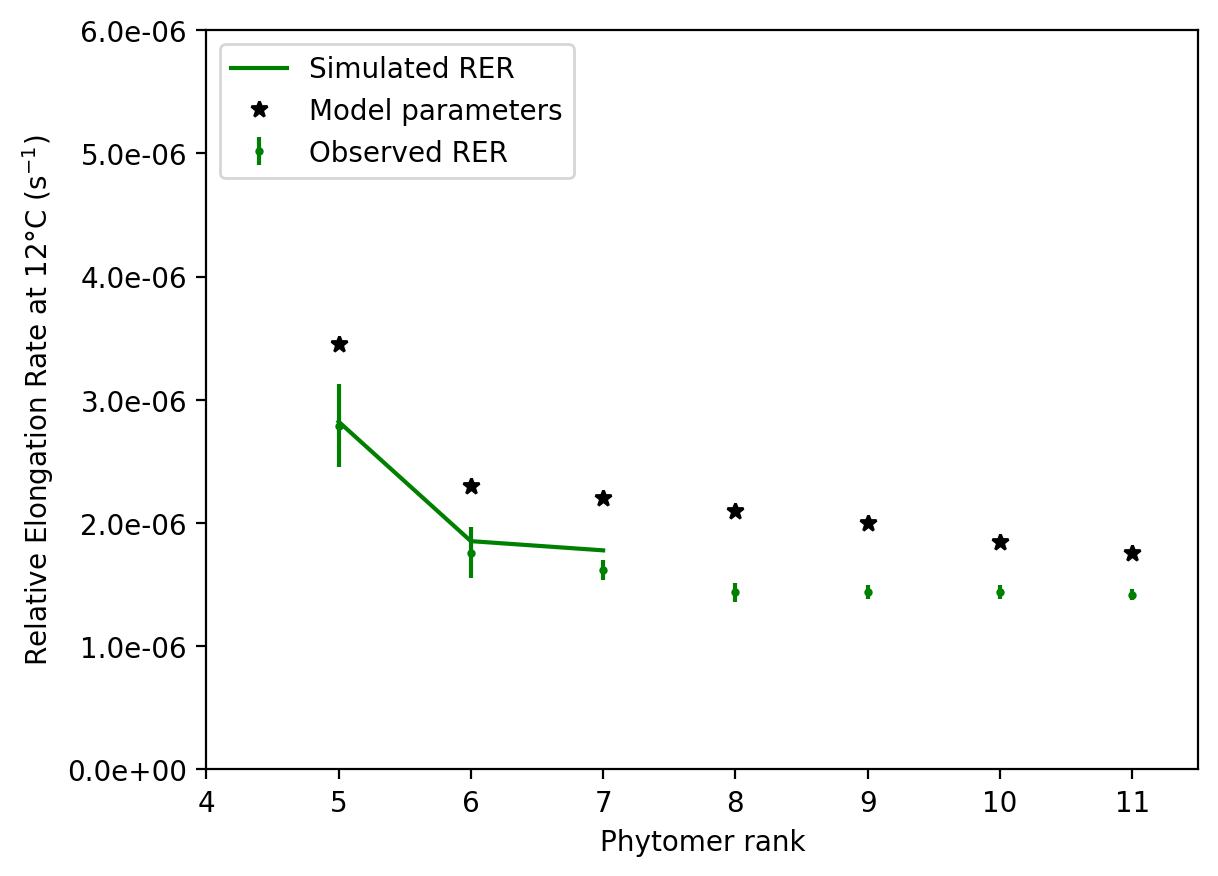 6.0e-06
5.0e-06
4.0e-06
3.0e-06
2.0e-06
1.0e-06
0.0e+00
Relative Elongation Rate at 12°C (s⁻¹)
Simulated RER
Model parameters
Observed RER
4 5 6 7 8 9 10 11
Phytomer rank